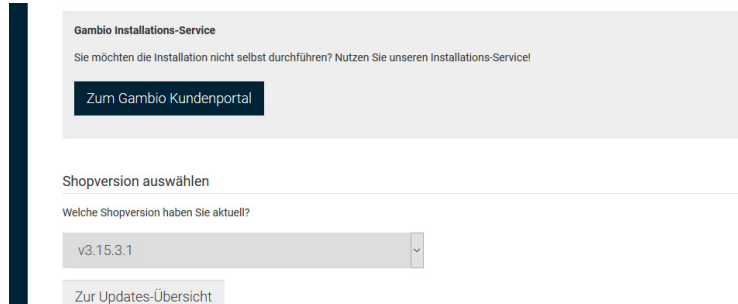 Gambio Installations-Service
Sie möchten die Installation nicht selbst durchführen? Nutzen Sie unseren Installations-Service!
Zum Gambio Kundenportal
Shopversion auswählen
Welche Shopversion haben Sie aktuell?
v3.15.3.1
Zur Updates-Übersicht